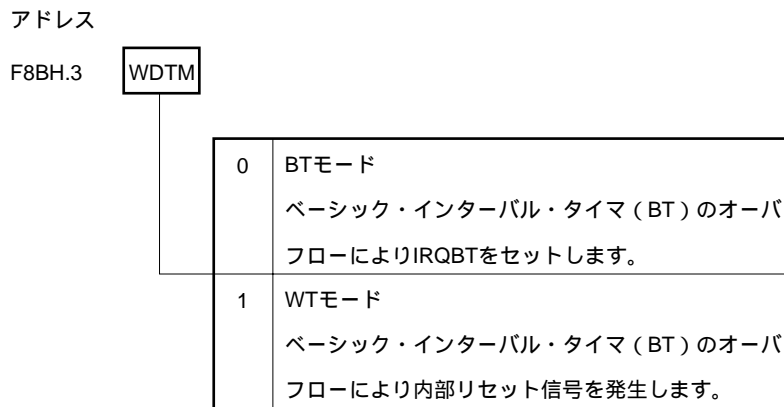 アドレス
F8BH.3 WDTM
0 BTモード
ベーシック・インターバル・タイマ(BT)のオーバ
フローによりIRQBTをセットします。
1 WTモード
ベーシック・インターバル・タイマ(BT)のオーバ
フローにより内部リセット信号を発生します。